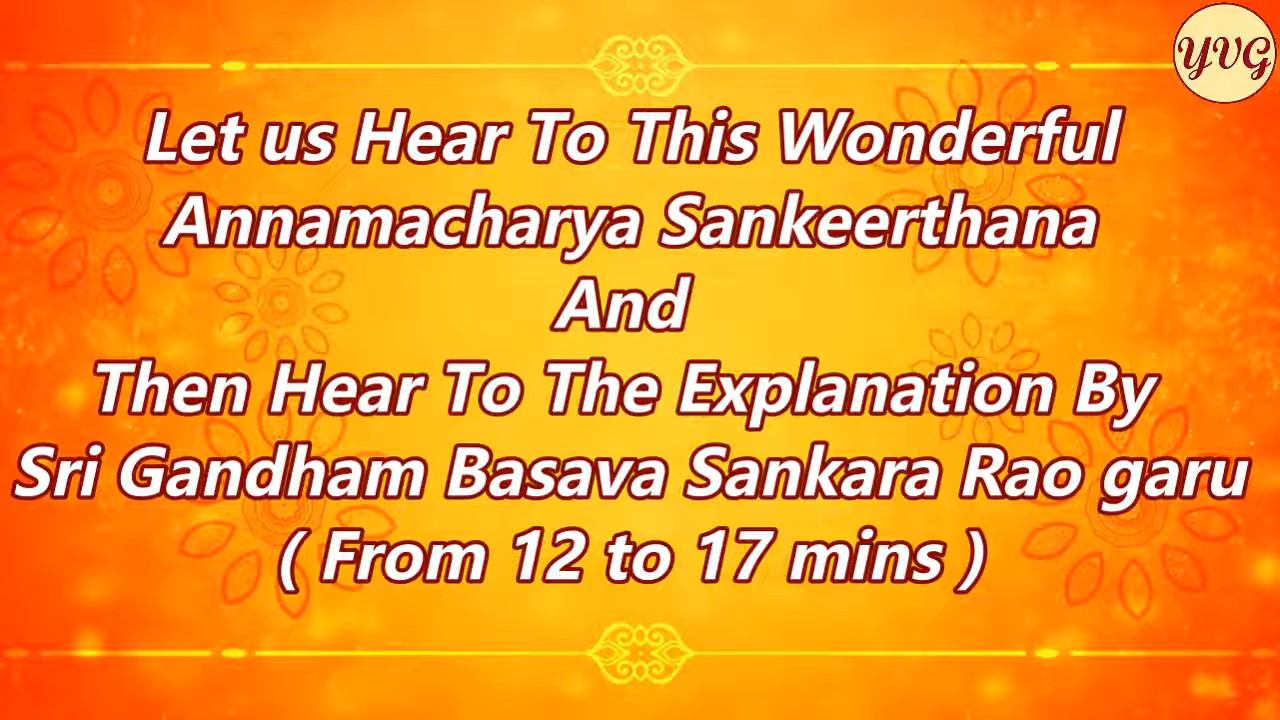 YVG
Let us Hear To This Wonderful
Annamacharya Sankeerthana
And
Then Hear To The Explanation By
Sri Gandham Basava Sankara Rao garu
( From 12 to 17 mins )